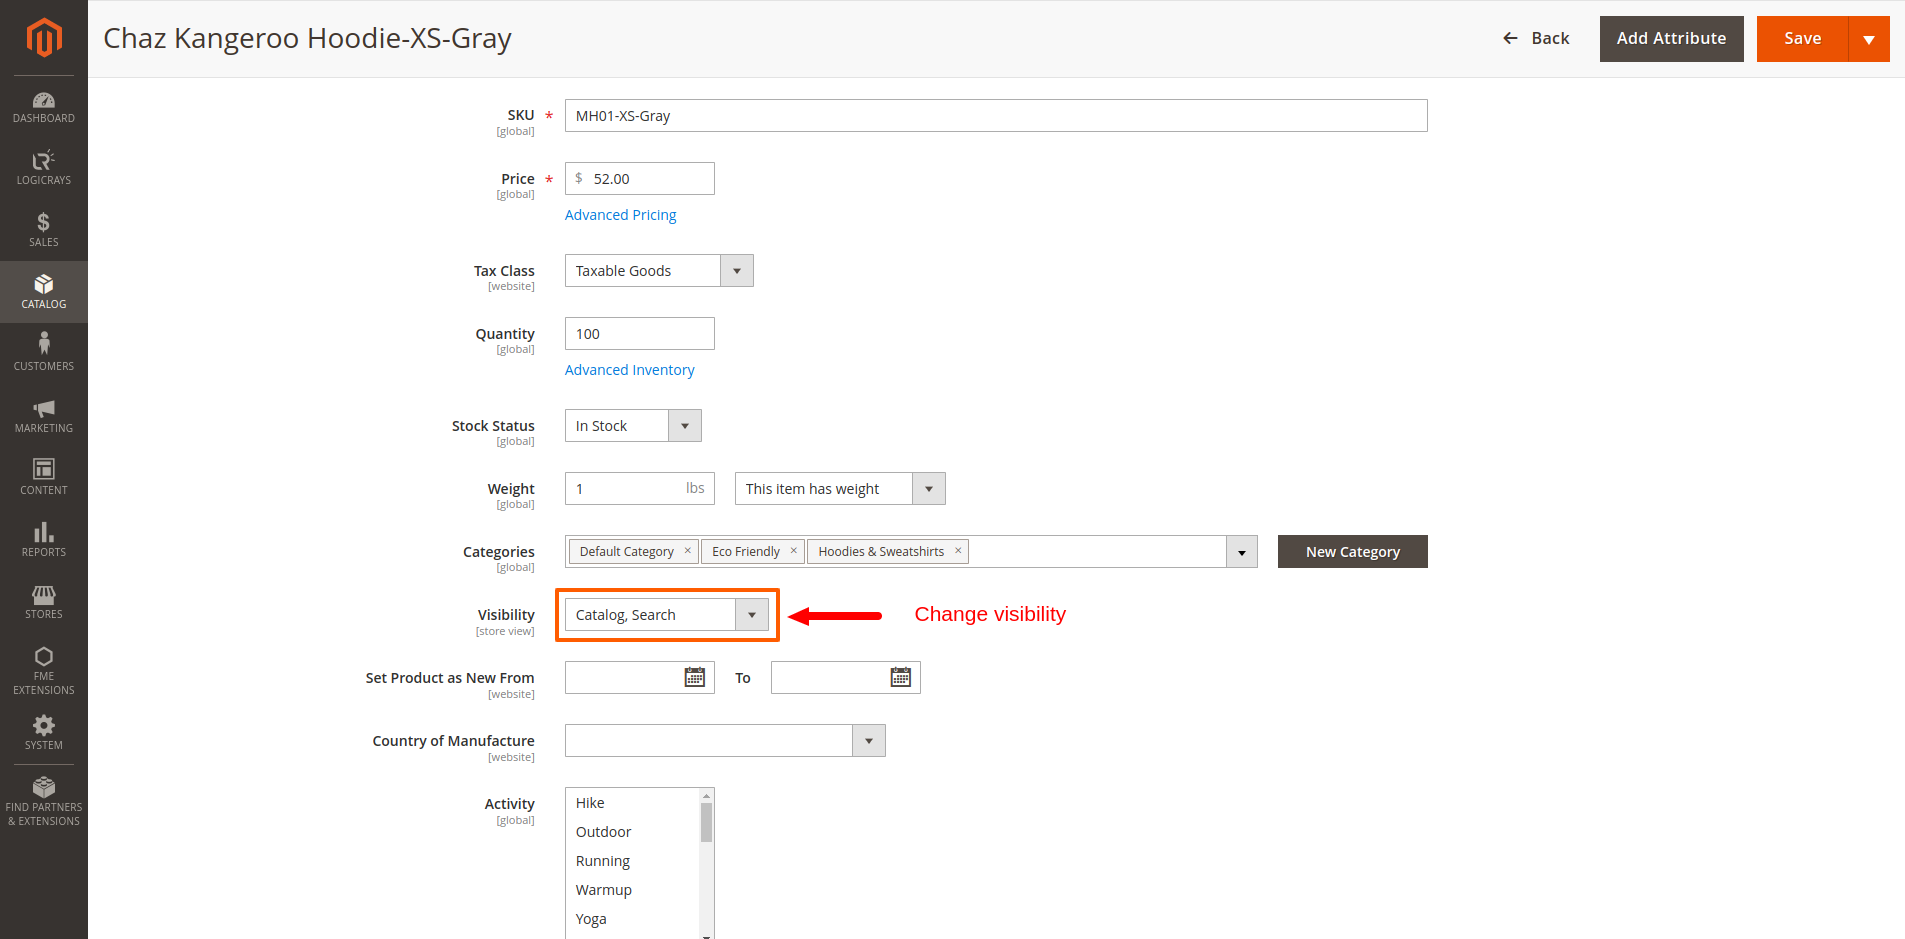 Chaz Kangeroo Hoodie-XS-Gray
Back
Add Attribute
Save
DASHBOARD
LOGICRAYS
SALES
CATALOG
CUSTOMERS
MARKETING
CONTENT
REPORTS
STORES
FME
EXTENSIONS
SYSTEM
FIND PARTNERS
& EXTENSIONS
SKU *
[global]
MH01-XS-Gray
Price *
[global]
$ 52.00
Advanced Pricing
Tax Class
[website]
Taxable Goods
Quantity
[global]
100
Advanced Inventory
Stock Status
[global]
In Stock
Weight
[global]
1 lbs
This item has weight
Categories
[global]
Default Category × Eco Friendly × Hoodies & Sweatshirts ×
New Category
Visibility
[store view]
Catalog, Search
Change visibility
Set Product as New From
[website]
To
Country of Manufacture
[website]
Activity
[global]
Hike
Outdoor
Running
Warmup
Yoga